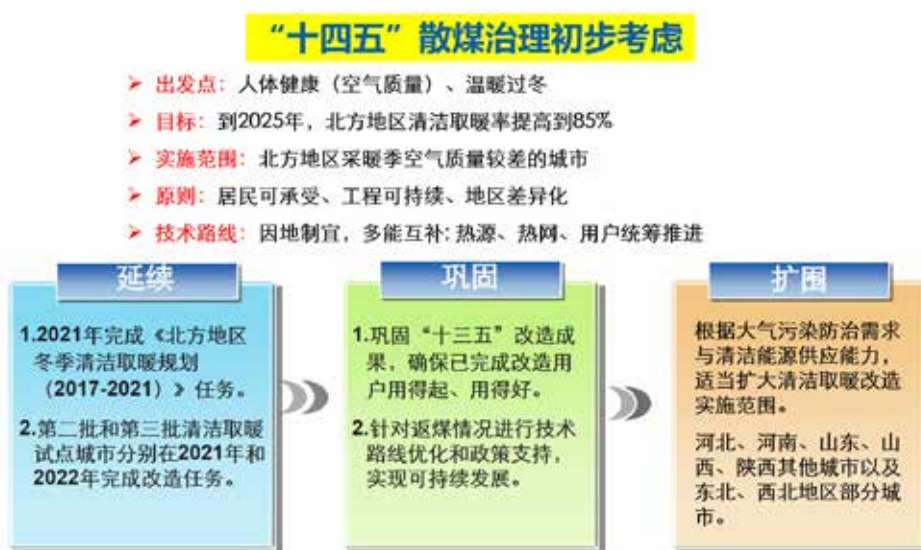 “十四五”散煤治理初步考虑
出发点：人体健康（空气质量）、温暖过冬
目标：到2025年，北方地区清洁取暖率提高到85%
实施范围：北方地区采暖季空气质量较差的城市
原则：居民可承受、工程可持续、地区差异化
技术路线：因地制宜，多能互补: 热源、热网、用户统筹推进
延续
1.2021年完成《北方地区
冬季清洁取暖规划
（2017-2021）》任务。
2.第二批和第三批清洁取暖
试点城市分别在2021年和
2022年完成改造任务。
巩固
1.巩固“十三五”改造成
果，确保已完成改造用
户用得起、用得好。
2.针对返煤情况进行技术
路线优化和政策支持，
实现可持续发展。
扩围
根据大气污染防治需求
与清洁能源供应能力，
适当扩大清洁取暖改造
实施范围。
河北、河南、山东、山
西、陕西其他城市以及
东北、西北地区部分城
市。